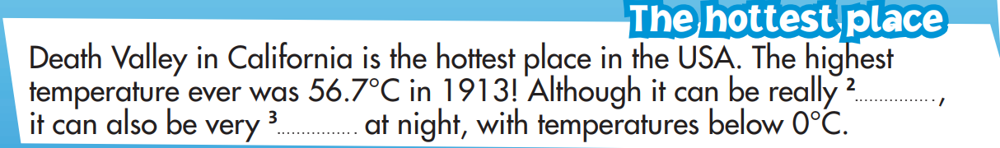 The hottest place
Death Valley in California is the hottest place in the USA. The highest
temperature ever was 56.7°C in 1913! Although it can be really ²...............,
it can also be very ³............... at night, with temperatures below 0°C.